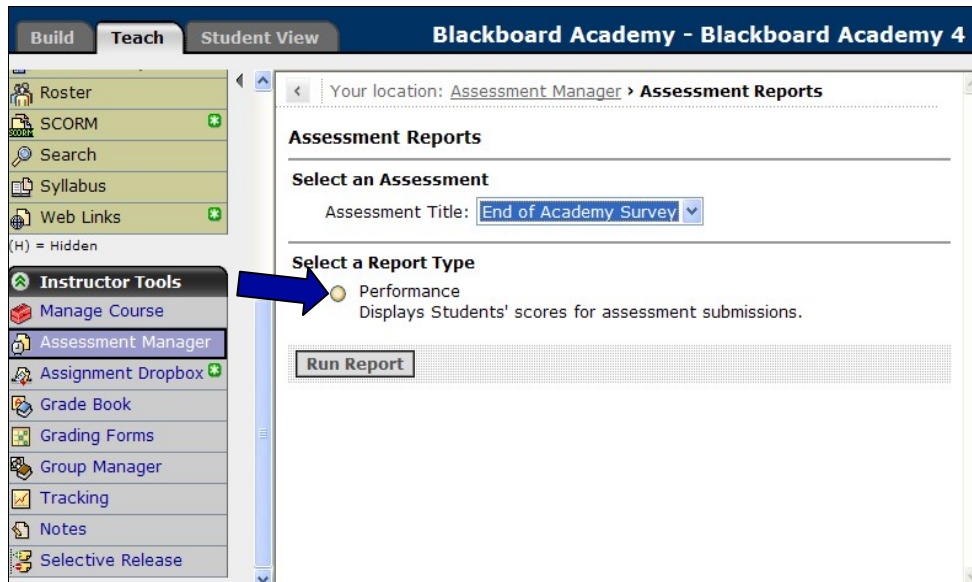 Build Teach Student View Blackboard Academy - Blackboard Academy 4
Roster
SCORM
Search
Syllabus
Web Links
(H) = Hidden
Instructor Tools
Manage Course
Assessment Manager
Assignment Dropbox
Grade Book
Grading Forms
Group Manager
Tracking
Notes
Selective Release
Your location: Assessment Manager › Assessment Reports
Assessment Reports
Select an Assessment
Assessment Title: End of Academy Survey
Select a Report Type
Performance
Displays Students' scores for assessment submissions.
Run Report